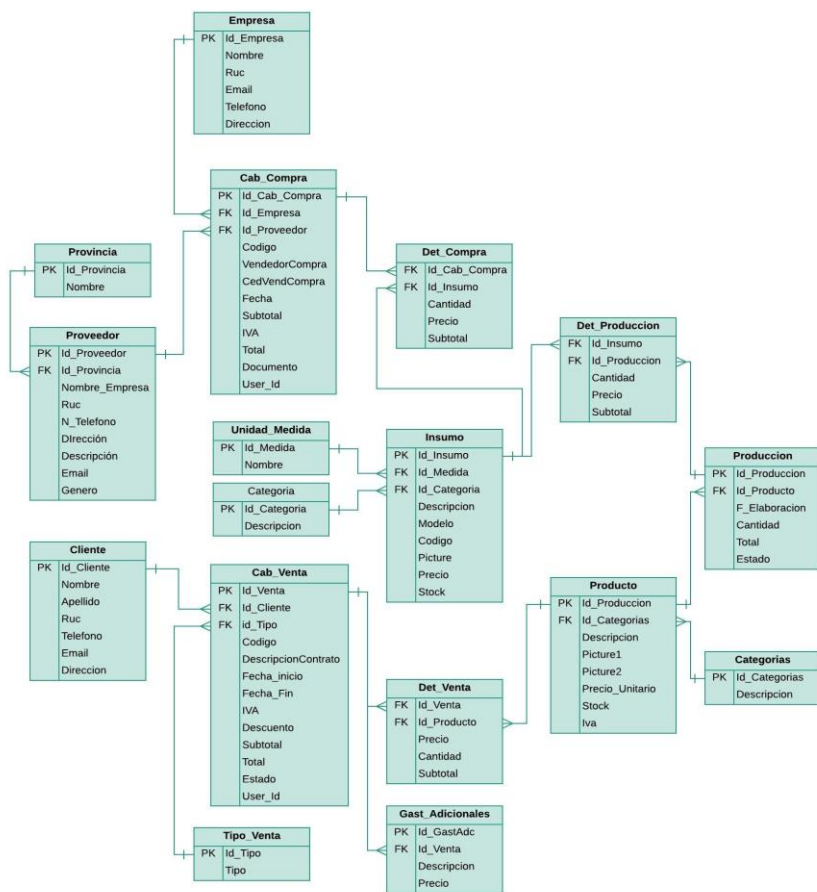 Empresa
PK Id_Empresa
Nombre
Ruc
Email
Telefono
Direccion
Cab_Compra
PK Id_Cab_Compra
FK Id_Empresa
FK Id_Proveedor
Codigo
VendedorCompra
CedVendCompra
Fecha
Subtotal
IVA
Total
Documento
User_Id
Provincia
PK Id_Provincia
Nombre
Det_Compra
FK Id_Cab_Compra
FK Id_Insumo
Cantidad
Precio
Subtotal
Proveedor
PK Id_Proveedor
FK Id_Provincia
Nombre_Empresa
Ruc
N_Telefono
DIrección
Descripción
Email
Genero
Det_Produccion
FK Id_Insumo
FK Id_Produccion
Cantidad
Precio
Subtotal
Unidad_Medida
PK Id_Medida
Nombre
Categoria
PK Id_Categoria
Descripcion
Insumo
PK Id_Insumo
FK Id_Medida
FK Id_Categoria
Descripcion
Modelo
Codigo
Picture
Precio
Stock
Produccion
PK Id_Produccion
FK Id_Producto
F_Elaboracion
Cantidad
Total
Estado
Cliente
PK Id_Cliente
Nombre
Apellido
Ruc
Telefono
Email
Direccion
Cab_Venta
PK Id_Venta
FK Id_Cliente
FK id_Tipo
Codigo
DescripcionContrato
Fecha_inicio
Fecha_Fin
IVA
Descuento
Subtotal
Total
Estado
User_Id
Producto
PK Id_Produccion
FK Id_Categorias
Descripcion
Picture1
Picture2
Precio_Unitario
Stock
Iva
Categorias
PK Id_Categorias
Descripcion
Det_Venta
FK Id_Venta
FK Id_Producto
Precio
Cantidad
Subtotal
Gast_Adicionales
PK Id_GastAdc
FK Id_Venta
Descripcion
Precio
Tipo_Venta
PK Id_Tipo
Tipo